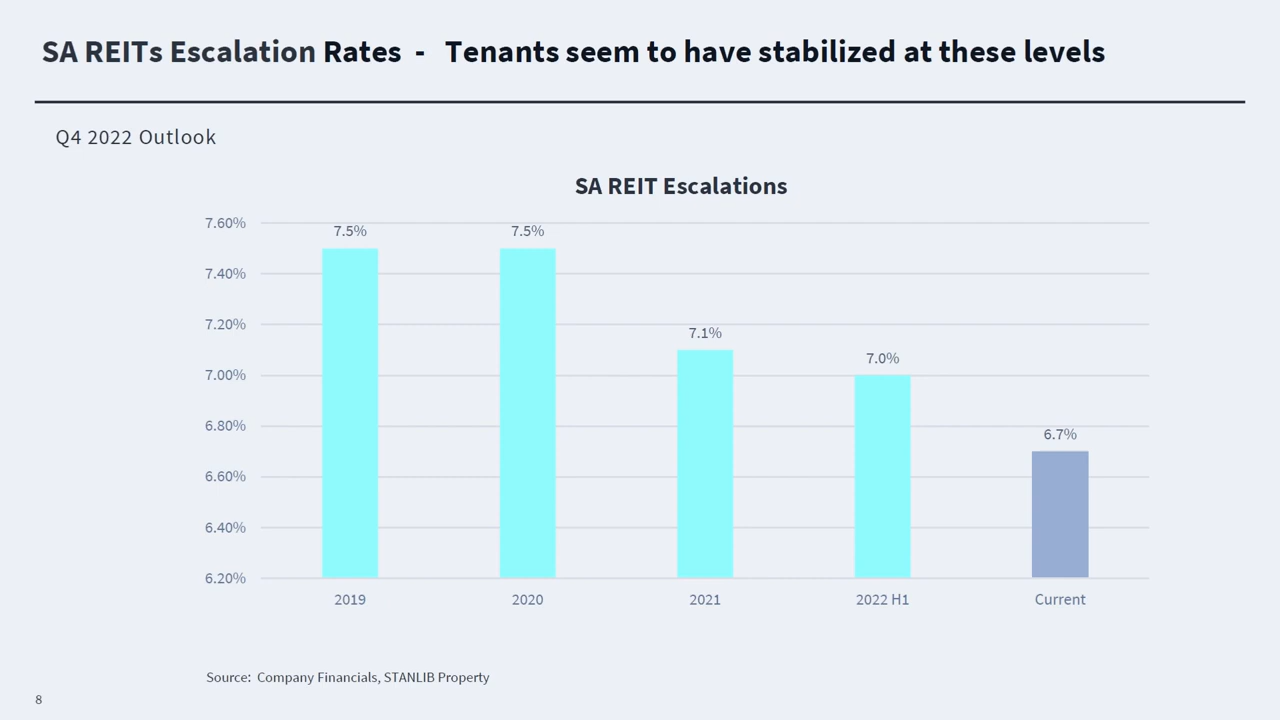 SA REITs Escalation Rates - Tenants seem to have stabilized at these levels
Q4 2022 Outlook
SA REIT Escalations
7.60%
7.40%
7.20%
7.00%
6.80%
6.60%
6.40%
6.20%
7.5%
7.5%
7.1%
7.0%
6.7%
2019
2020
2021
2022 H1
Current
Source: Company Financials, STANLIB Property
8